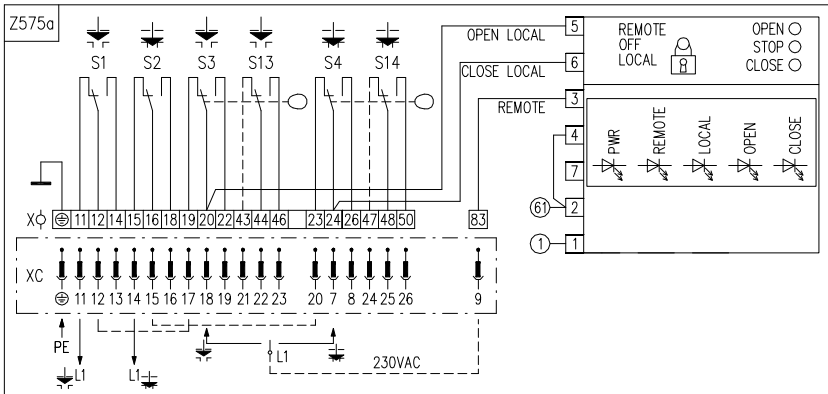 Z575a
S1 S2 S3 S13 S4 S14
OPEN LOCAL
CLOSE LOCAL
REMOTE
5
6
3
4
7
2
1
61
1
REMOTE
OFF
LOCAL
OPEN
STOP
CLOSE
PWR
REMOTE
LOCAL
OPEN
CLOSE
X 11 12 14 15 16 18 19 20 22 43 44 46 23 24 26 47 48 50 83
XC
11 12 13 14 15 16 17 18 19 21 22 23 20 7 8 24 25 26 9
PE
L1
L1
L1
230VAC